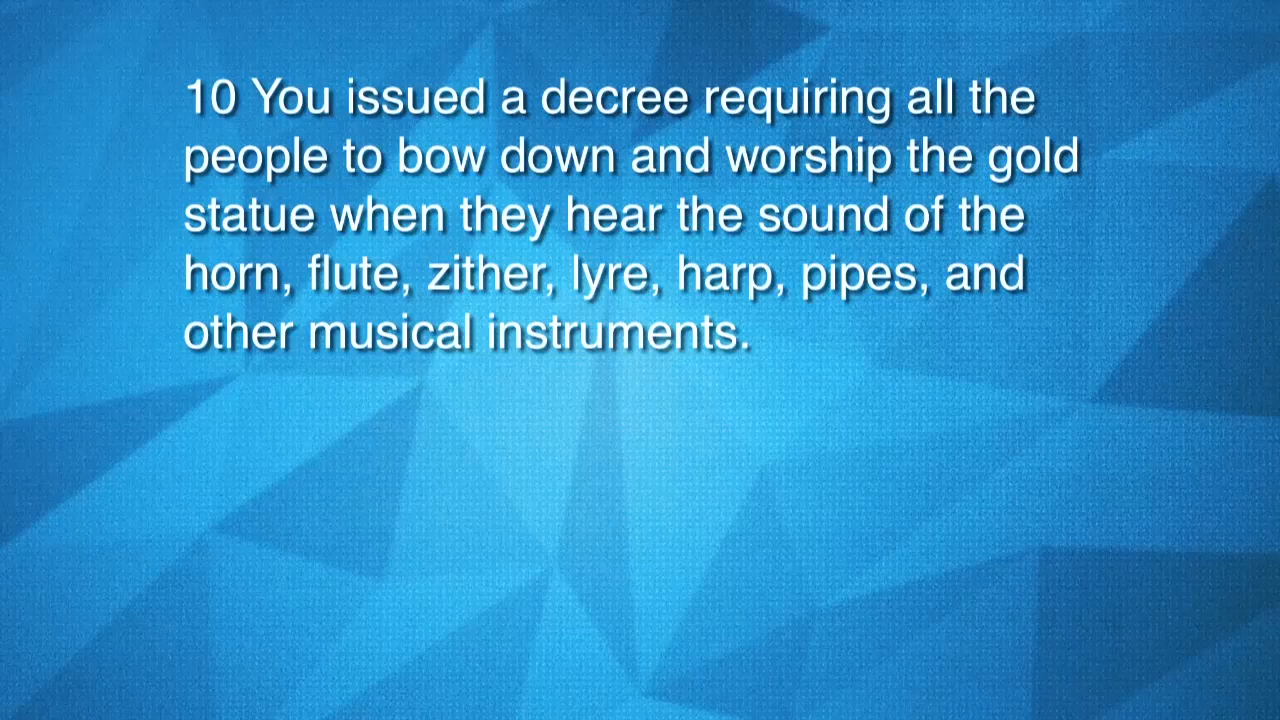 10 You issued a decree requiring all the
people to bow down and worship the gold
statue when they hear the sound of the
horn, flute, zither, lyre, harp, pipes, and
other musical instruments.